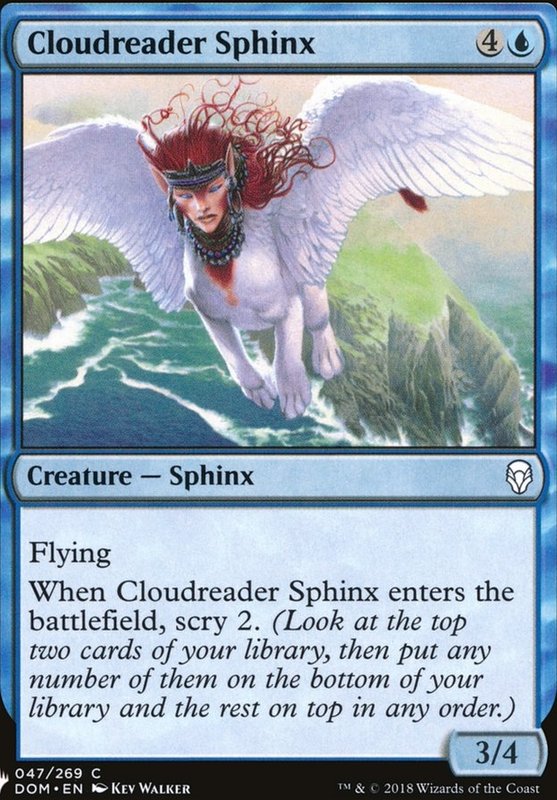 Cloudreader Sphinx 4
Creature — Sphinx
Flying
When Cloudreader Sphinx enters the
battlefield, scry 2. (Look at the top
two cards of your library, then put any
number of them on the bottom of your
library and the rest on top in any order.)
3/4
047/269 C
DOM • EN Kev Walker
™ & © 2018 Wizards of the Coast